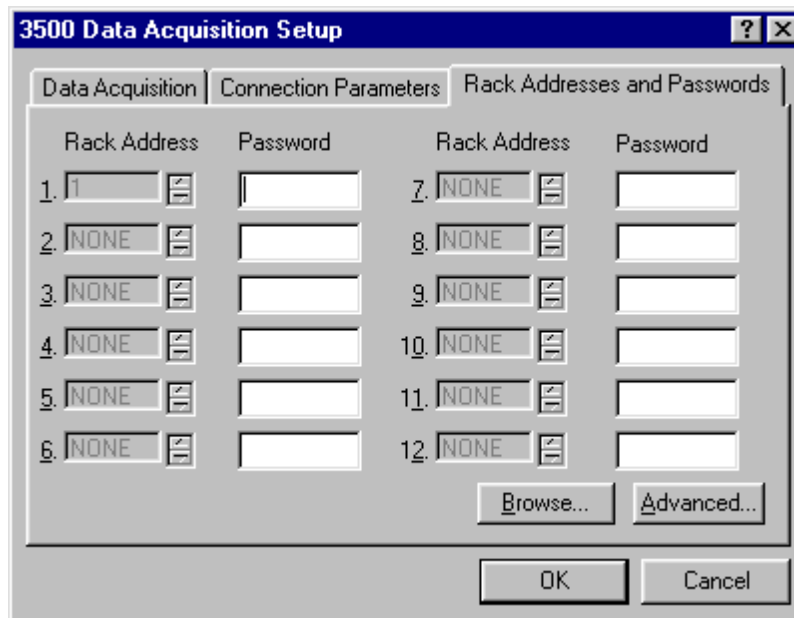 3500 Data Acquisition Setup
Data Acquisition Connection Parameters Rack Addresses and Passwords
Rack Address Password Rack Address Password
1. 1 7. NONE
2. NONE 8. NONE
3. NONE 9. NONE
4. NONE 10. NONE
5. NONE 11. NONE
6. NONE 12. NONE
Browse... Advanced...
OK Cancel